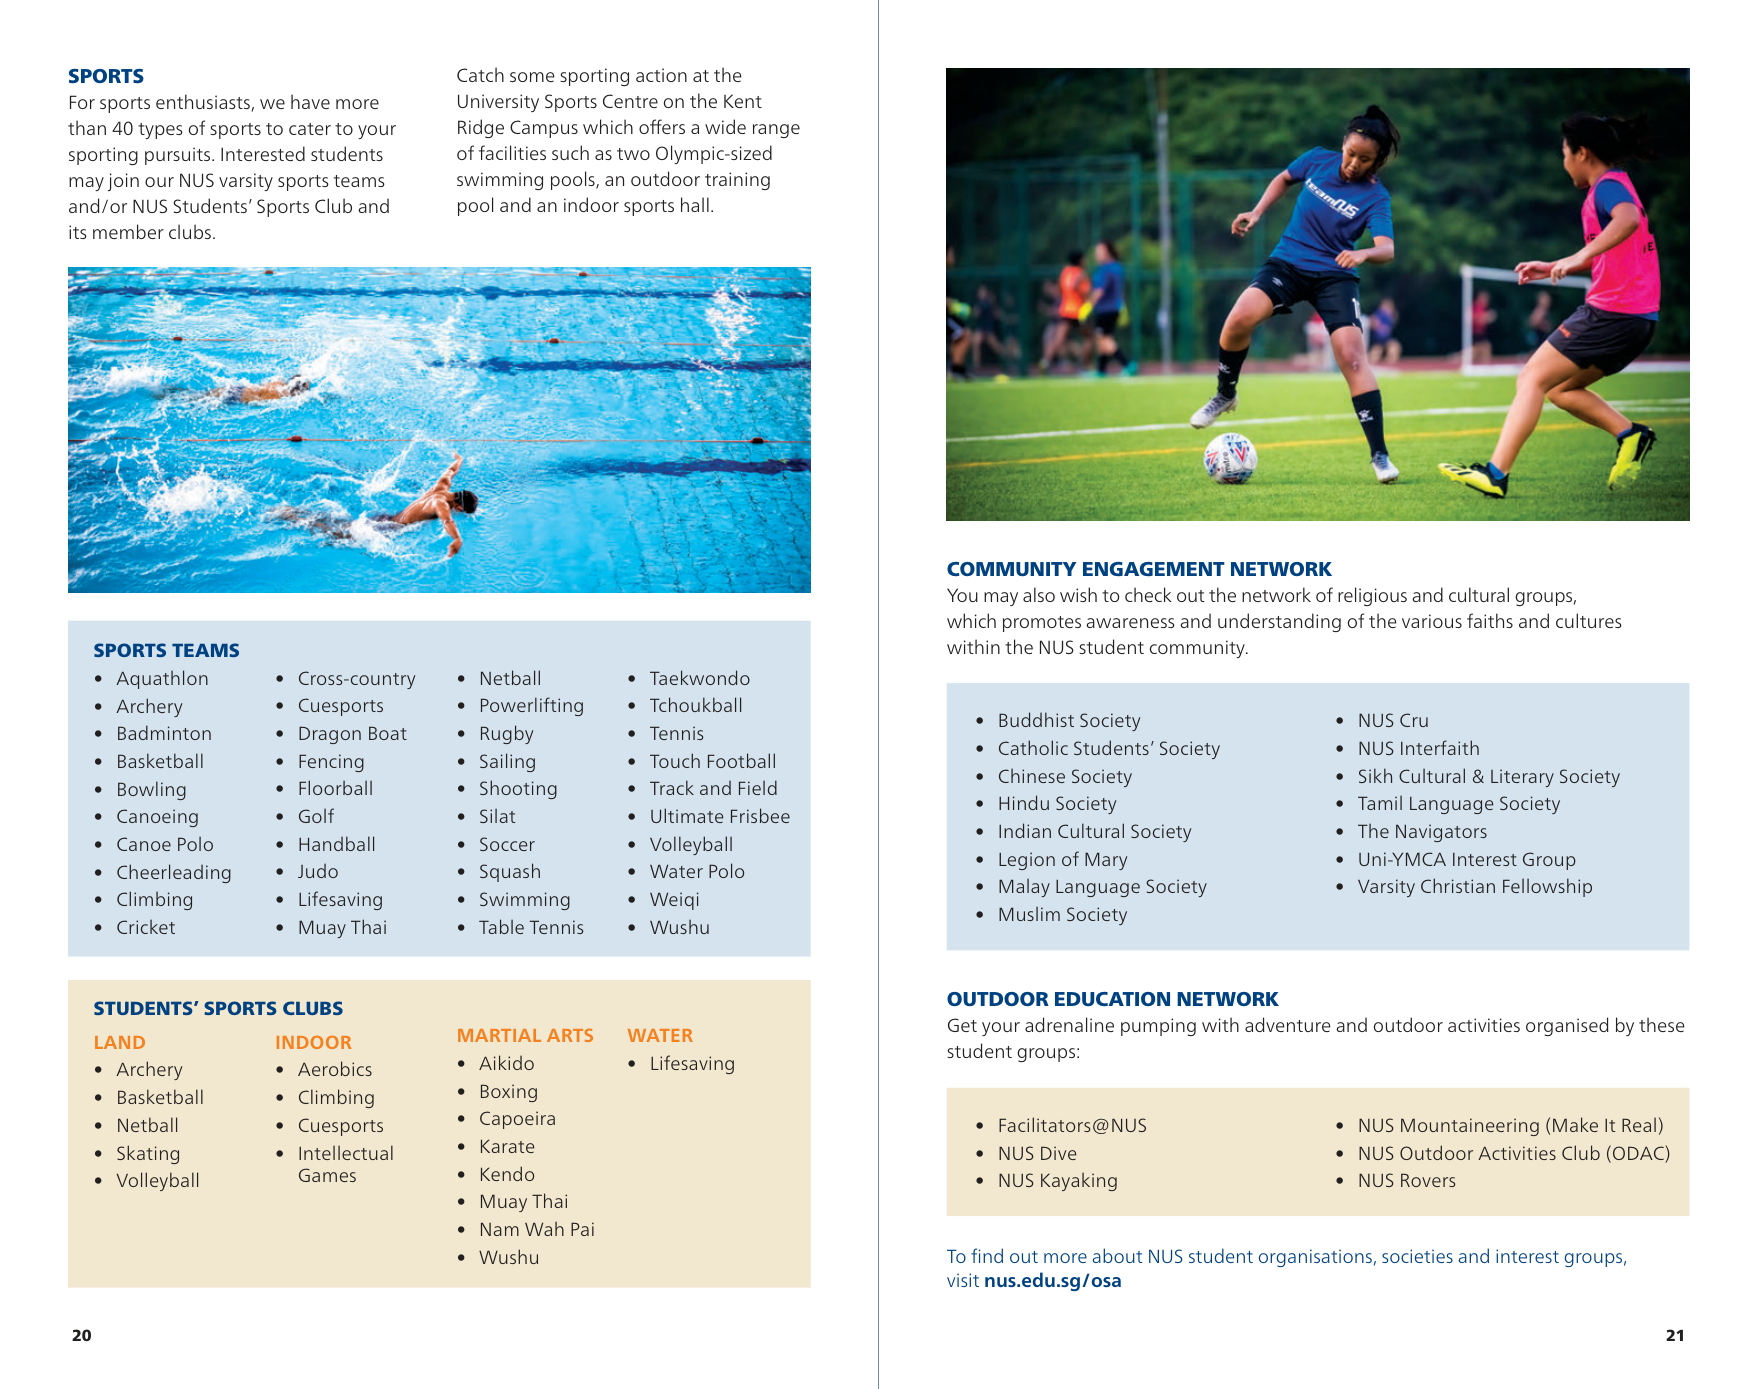 SPORTS
For sports enthusiasts, we have more
than 40 types of sports to cater to your
sporting pursuits. Interested students
may join our NUS varsity sports teams
and/or NUS Students’ Sports Club and
its member clubs.
Catch some sporting action at the
University Sports Centre on the Kent
Ridge Campus which offers a wide range
of facilities such as two Olympic-sized
swimming pools, an outdoor training
pool and an indoor sports hall.
SPORTS TEAMS
• Aquathlon
• Archery
• Badminton
• Basketball
• Bowling
• Canoeing
• Canoe Polo
• Cheerleading
• Climbing
• Cricket
• Cross-country
• Cuesports
• Dragon Boat
• Fencing
• Floorball
• Golf
• Handball
• Judo
• Lifesaving
• Muay Thai
• Netball
• Powerlifting
• Rugby
• Sailing
• Shooting
• Silat
• Soccer
• Squash
• Swimming
• Table Tennis
• Taekwondo
• Tchoukball
• Tennis
• Touch Football
• Track and Field
• Ultimate Frisbee
• Volleyball
• Water Polo
• Weiqi
• Wushu
STUDENTS’ SPORTS CLUBS
LAND
• Archery
• Basketball
• Netball
• Skating
• Volleyball
INDOOR
• Aerobics
• Climbing
• Cuesports
• Intellectual
Games
MARTIAL ARTS
• Aikido
• Boxing
• Capoeira
• Karate
• Kendo
• Muay Thai
• Nam Wah Pai
• Wushu
WATER
• Lifesaving
20
teamNUS
COMMUNITY ENGAGEMENT NETWORK
You may also wish to check out the network of religious and cultural groups,
which promotes awareness and understanding of the various faiths and cultures
within the NUS student community.
• Buddhist Society
• Catholic Students’ Society
• Chinese Society
• Hindu Society
• Indian Cultural Society
• Legion of Mary
• Malay Language Society
• Muslim Society
• NUS Cru
• NUS Interfaith
• Sikh Cultural & Literary Society
• Tamil Language Society
• The Navigators
• Uni-YMCA Interest Group
• Varsity Christian Fellowship
OUTDOOR EDUCATION NETWORK
Get your adrenaline pumping with adventure and outdoor activities organised by these
student groups:
• Facilitators@NUS
• NUS Dive
• NUS Kayaking
• NUS Mountaineering (Make It Real)
• NUS Outdoor Activities Club (ODAC)
• NUS Rovers
To find out more about NUS student organisations, societies and interest groups,
visit nus.edu.sg/osa
21